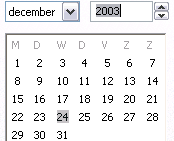 december 2003
M D W D V Z Z
1 2 3 4 5 6 7
8 9 10 11 12 13 14
15 16 17 18 19 20 21
22 23 24 25 26 27 28
29 30 31